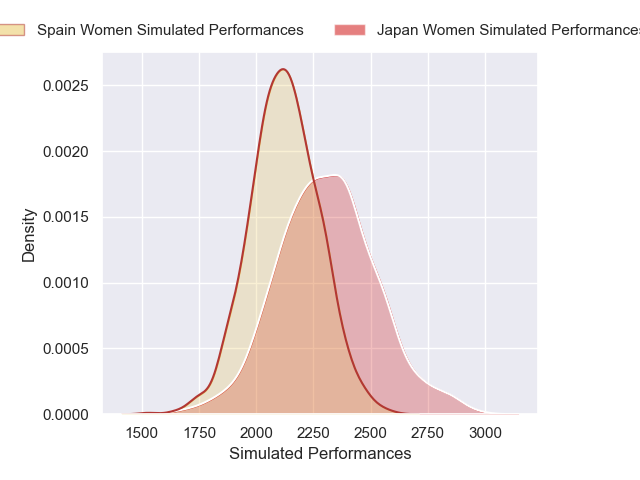 Spain Women Simulated Performances
Japan Women Simulated Performances
0.0025
0.0020
0.0015
0.0010
0.0005
0.0000
Density
1500 1750 2000 2250 2500 2750 3000
Simulated Performances